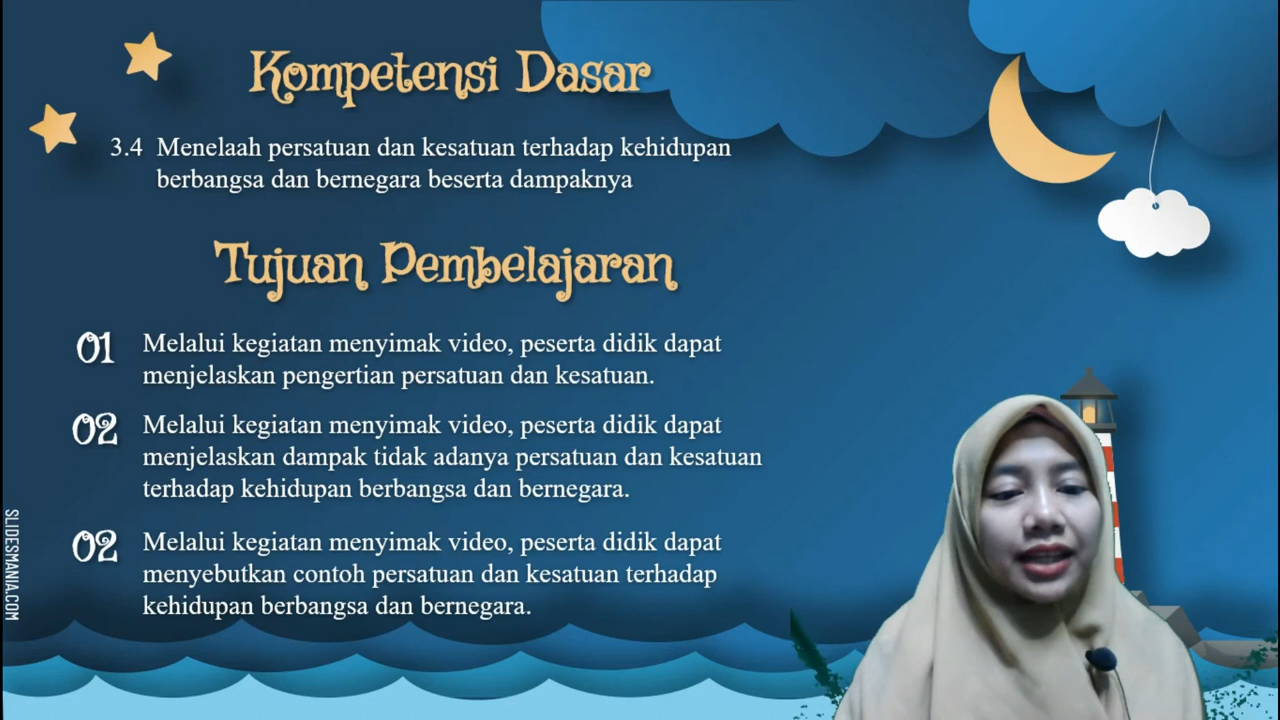 Kompetensi Dasar
3.4 Menelaah persatuan dan kesatuan terhadap kehidupan
berbangsa dan bernegara beserta dampaknya
Tujuan Pembelajaran
01 Melalui kegiatan menyimak video, peserta didik dapat
menjelaskan pengertian persatuan dan kesatuan.
02 Melalui kegiatan menyimak video, peserta didik dapat
menjelaskan dampak tidak adanya persatuan dan kesatuan
terhadap kehidupan berbangsa dan bernegara.
02 Melalui kegiatan menyimak video, peserta didik dapat
menyebutkan contoh persatuan dan kesatuan terhadap
kehidupan berbangsa dan bernegara.
SLIDESMANIA.COM